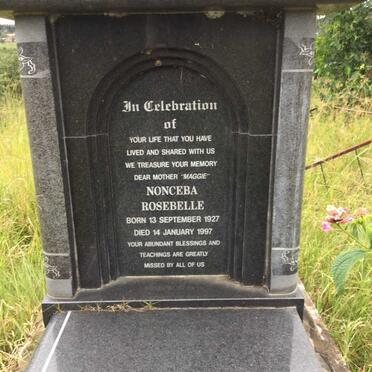 In Celebration
of
YOUR LIFE THAT YOU HAVE
LIVED AND SHARED WITH US
WE TREASURE YOUR MEMORY
DEAR MOTHER "MAGGIE"
NONCEBA
ROSEBELLE
BORN 13 SEPTEMBER 1927
DIED 14 JANUARY 1997
YOUR ABUNDANT BLESSINGS AND
TEACHINGS ARE GREATLY
MISSED BY ALL OF US